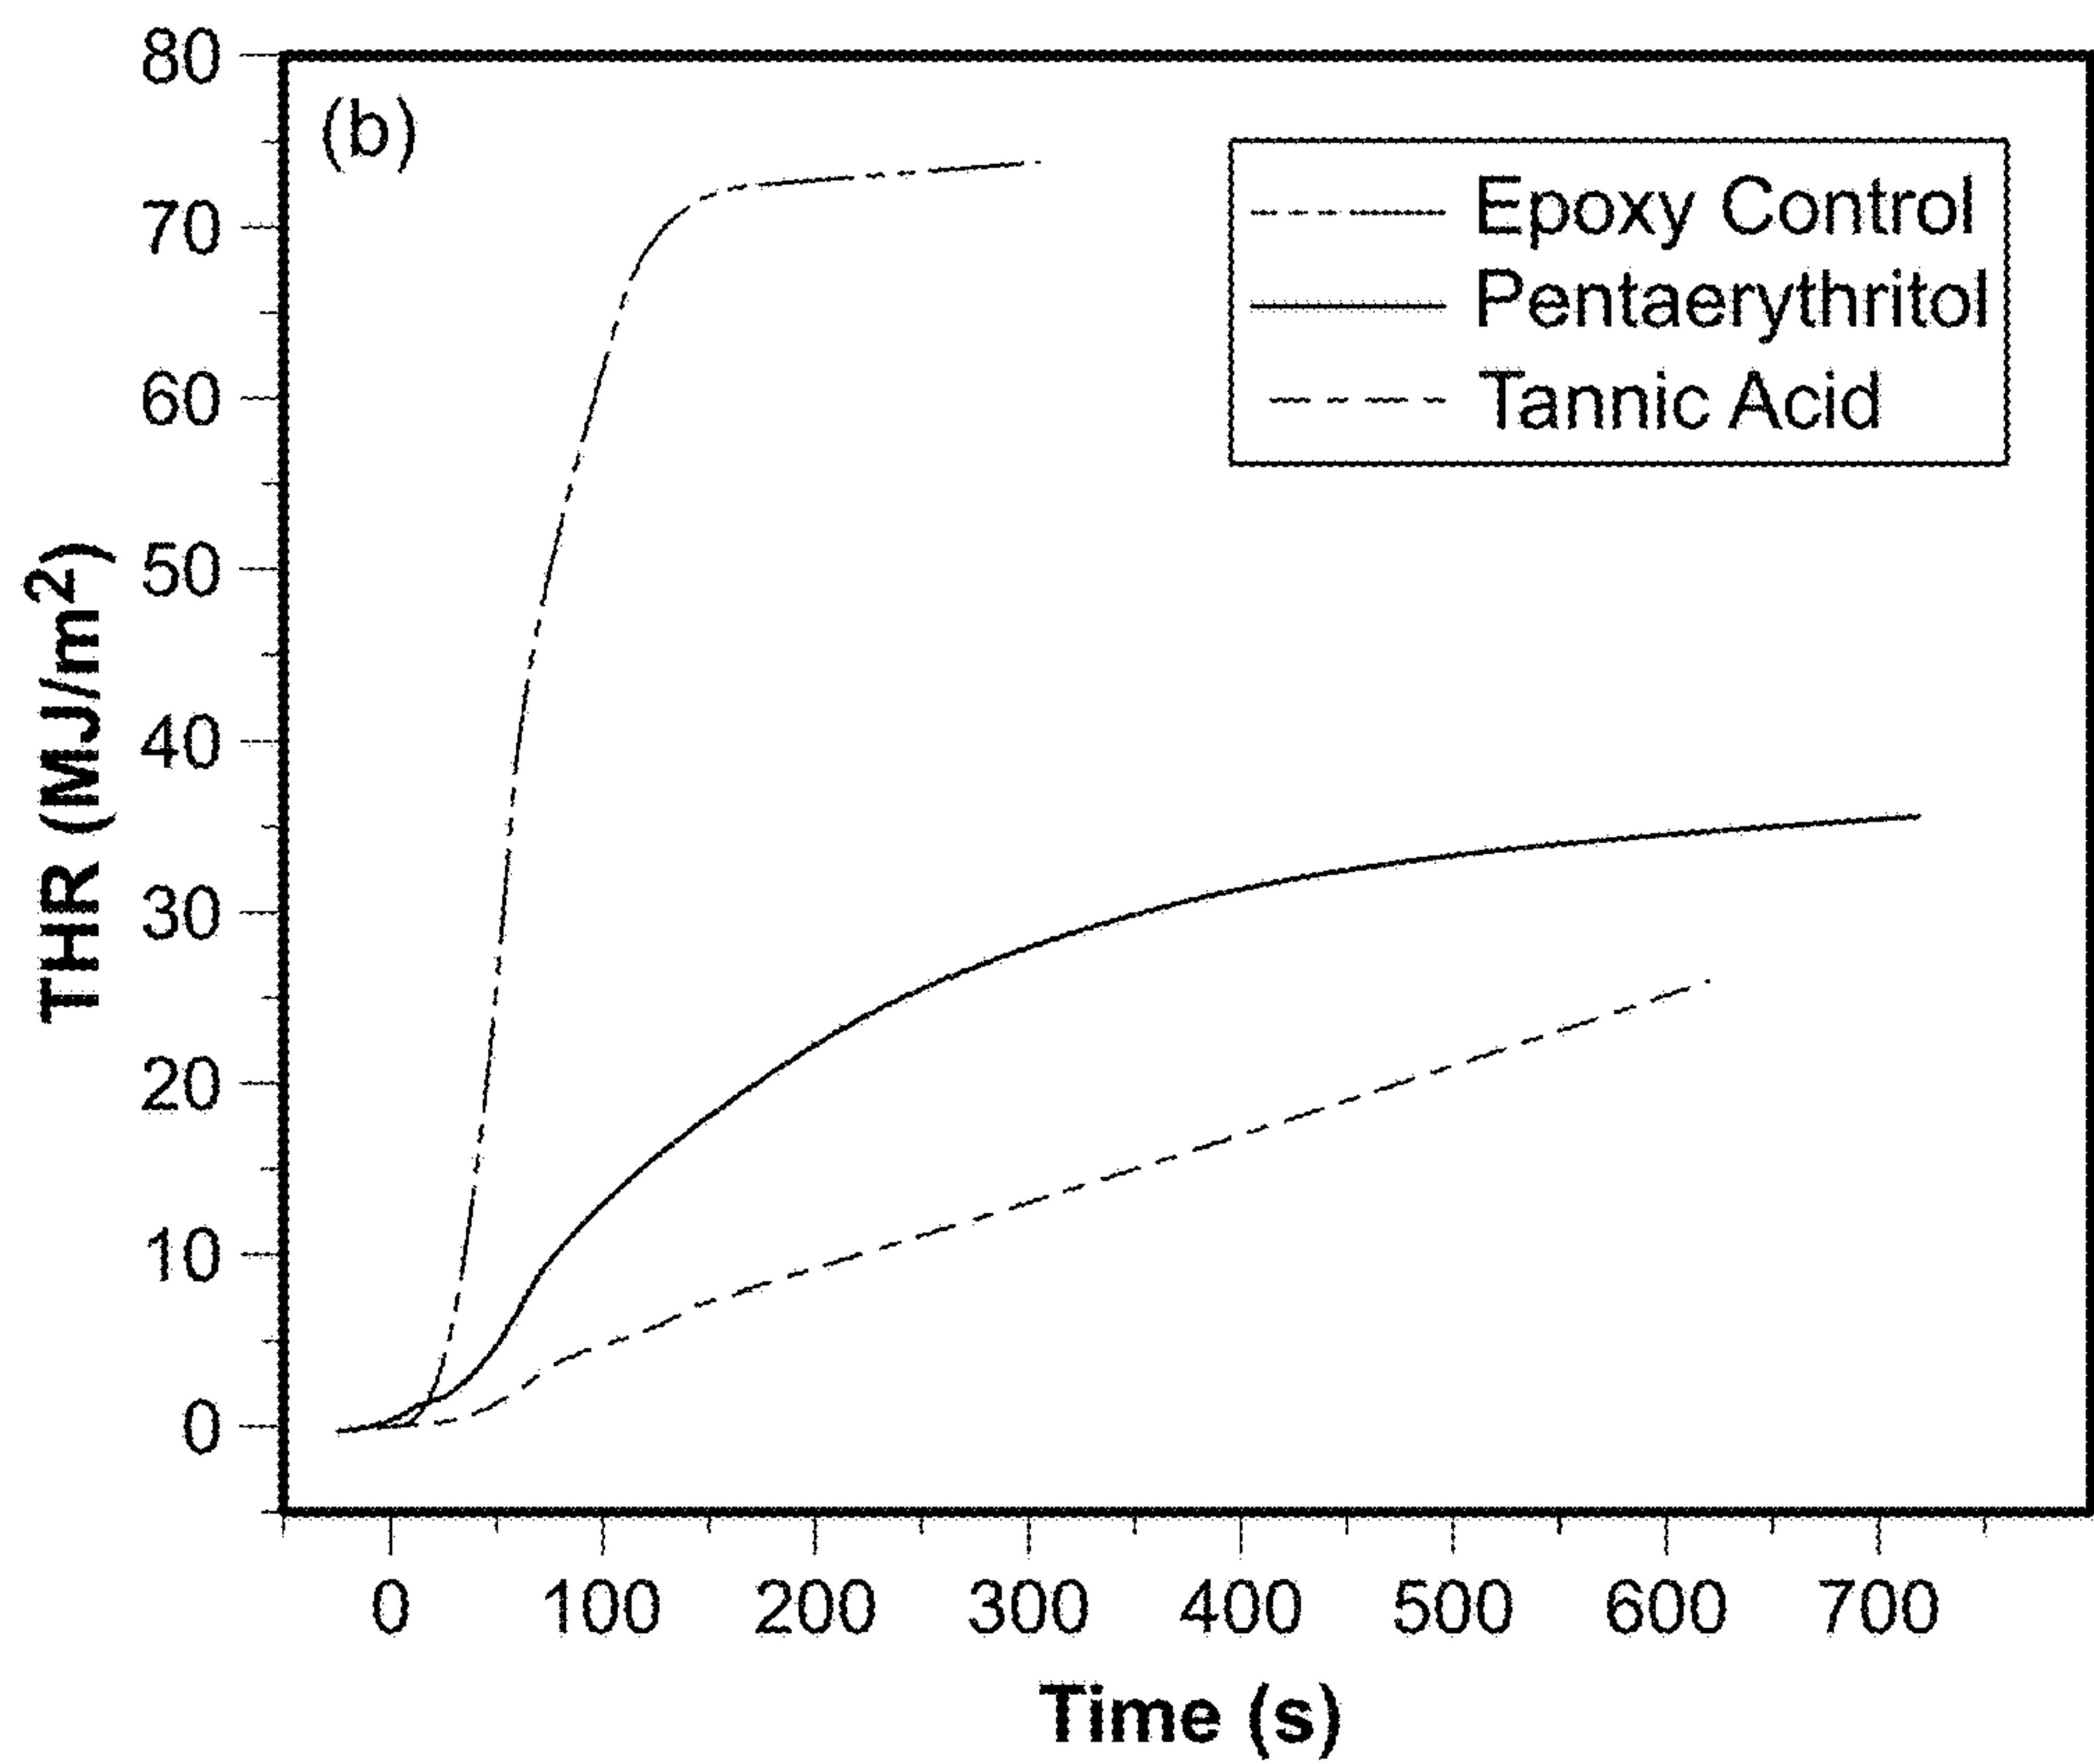 (b)
Epoxy Control
Pentaerythritol
Tannic Acid
THR (MJ/m²)
80
70
60
50
40
30
20
10
0
0 100 200 300 400 500 600 700
Time (s)